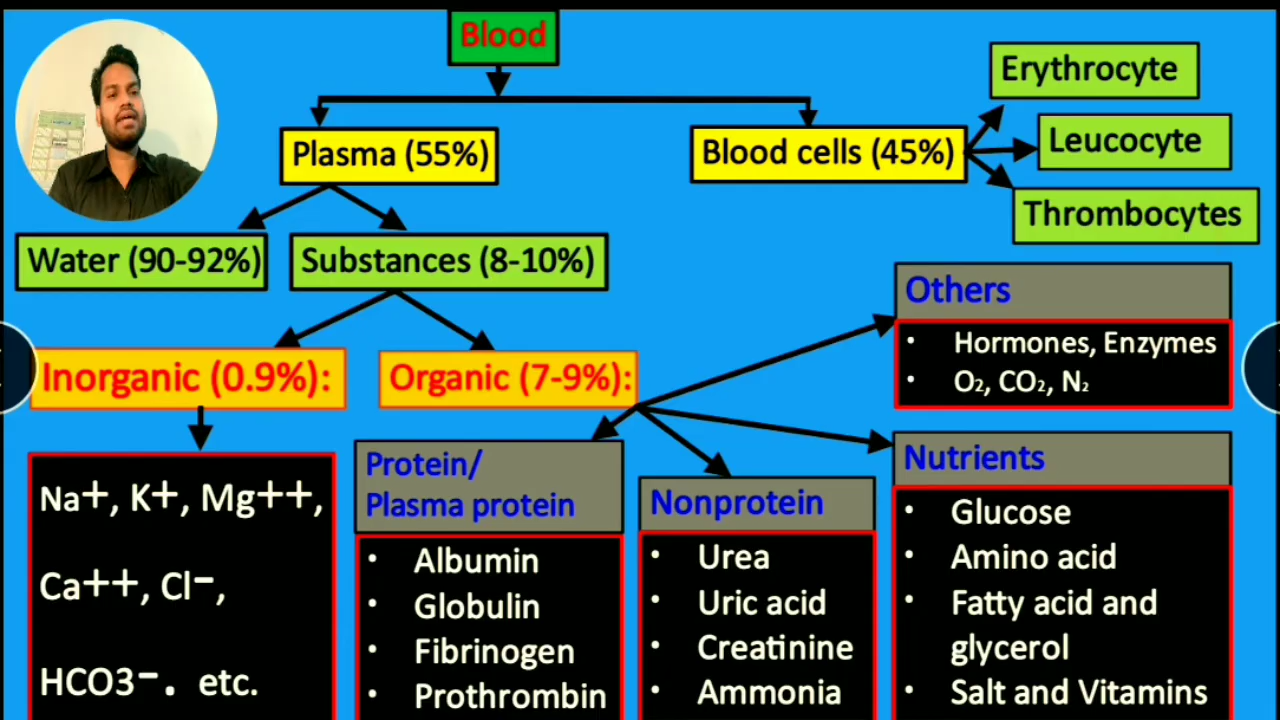 Blood
Plasma (55%)
Blood cells (45%)
Erythrocyte
Leucocyte
Thrombocytes
Water (90-92%)
Substances (8-10%)
Inorganic (0.9%):
Organic (7-9%):
Na++, K+, Mg++,
Ca++, Cl−,
HCO3−. etc.
Protein/
Plasma protein
• Albumin
• Globulin
• Fibrinogen
• Prothrombin
Nonprotein
• Urea
• Uric acid
• Creatinine
• Ammonia
Others
• Hormones, Enzymes
• O₂, CO₂, N₂
Nutrients
• Glucose
• Amino acid
• Fatty acid and
glycerol
• Salt and Vitamins